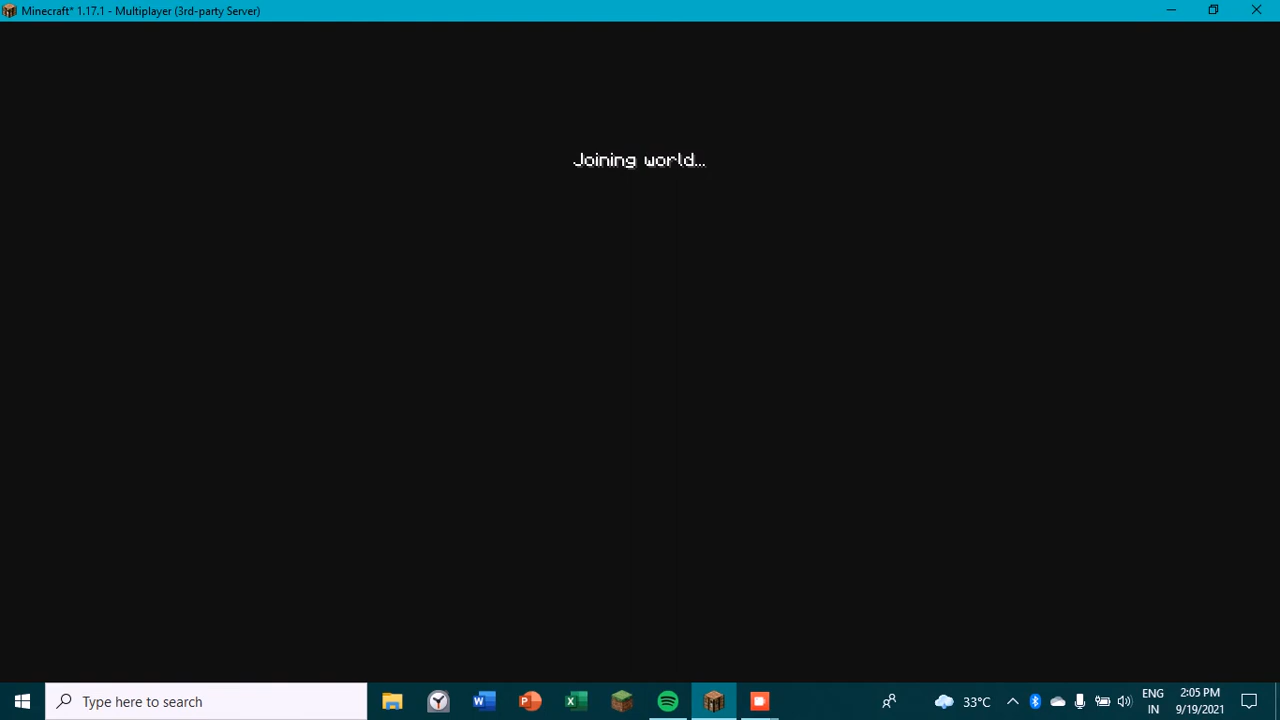 Minecraft* 1.17.1 - Multiplayer (3rd-party Server)
Joining world...
Type here to search
33°C
ENG
IN
2:05 PM
9/19/2021